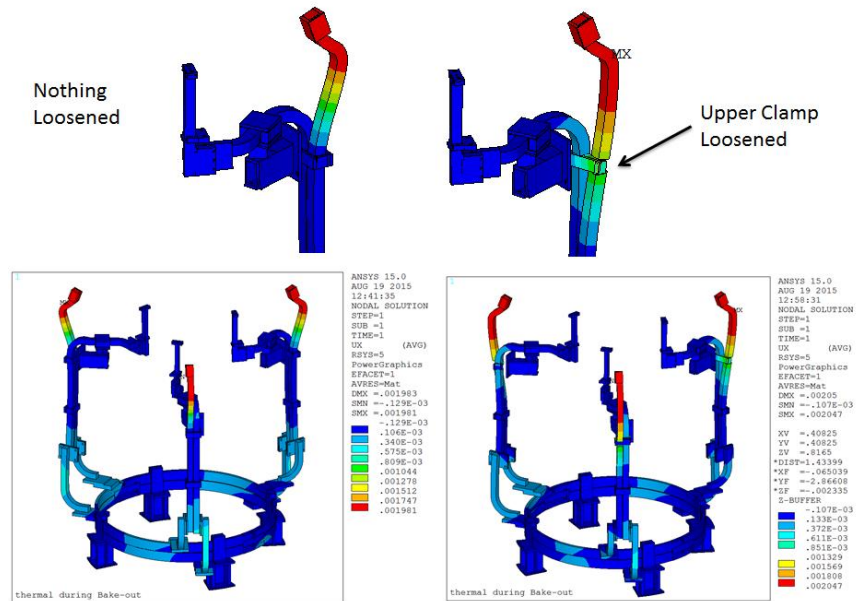 Nothing
Loosened
MX
Upper Clamp
Loosened
1
MX
thermal during Bake-out
ANSYS 15.0
AUG 19 2015
12:41:35
NODAL SOLUTION
STEP=1
SUB =1
TIME=1
UX (AVG)
RSYS=5
PowerGraphics
EFACET=1
AVRES=Mat
DMX =.001983
SMN =-.129E-03
SMX =.001981
-.129E-03
.106E-03
.340E-03
.575E-03
.809E-03
.001044
.001278
.001512
.001747
.001981
1
MX
thermal during Bake-out
ANSYS 15.0
AUG 19 2015
12:58:31
NODAL SOLUTION
STEP=1
SUB =1
TIME=1
UX (AVG)
RSYS=5
PowerGraphics
EFACET=1
AVRES=Mat
DMX =.00205
SMN =-.107E-03
SMX =.002047
XV =.40825
YV =.40825
ZV =.8165
*DIST=1.43399
*XF =-.065039
*YF =-2.86608
*ZF =-.002335
Z-BUFFER
-.107E-03
.133E-03
.372E-03
.611E-03
.851E-03
.001329
.001569
.001808
.002047